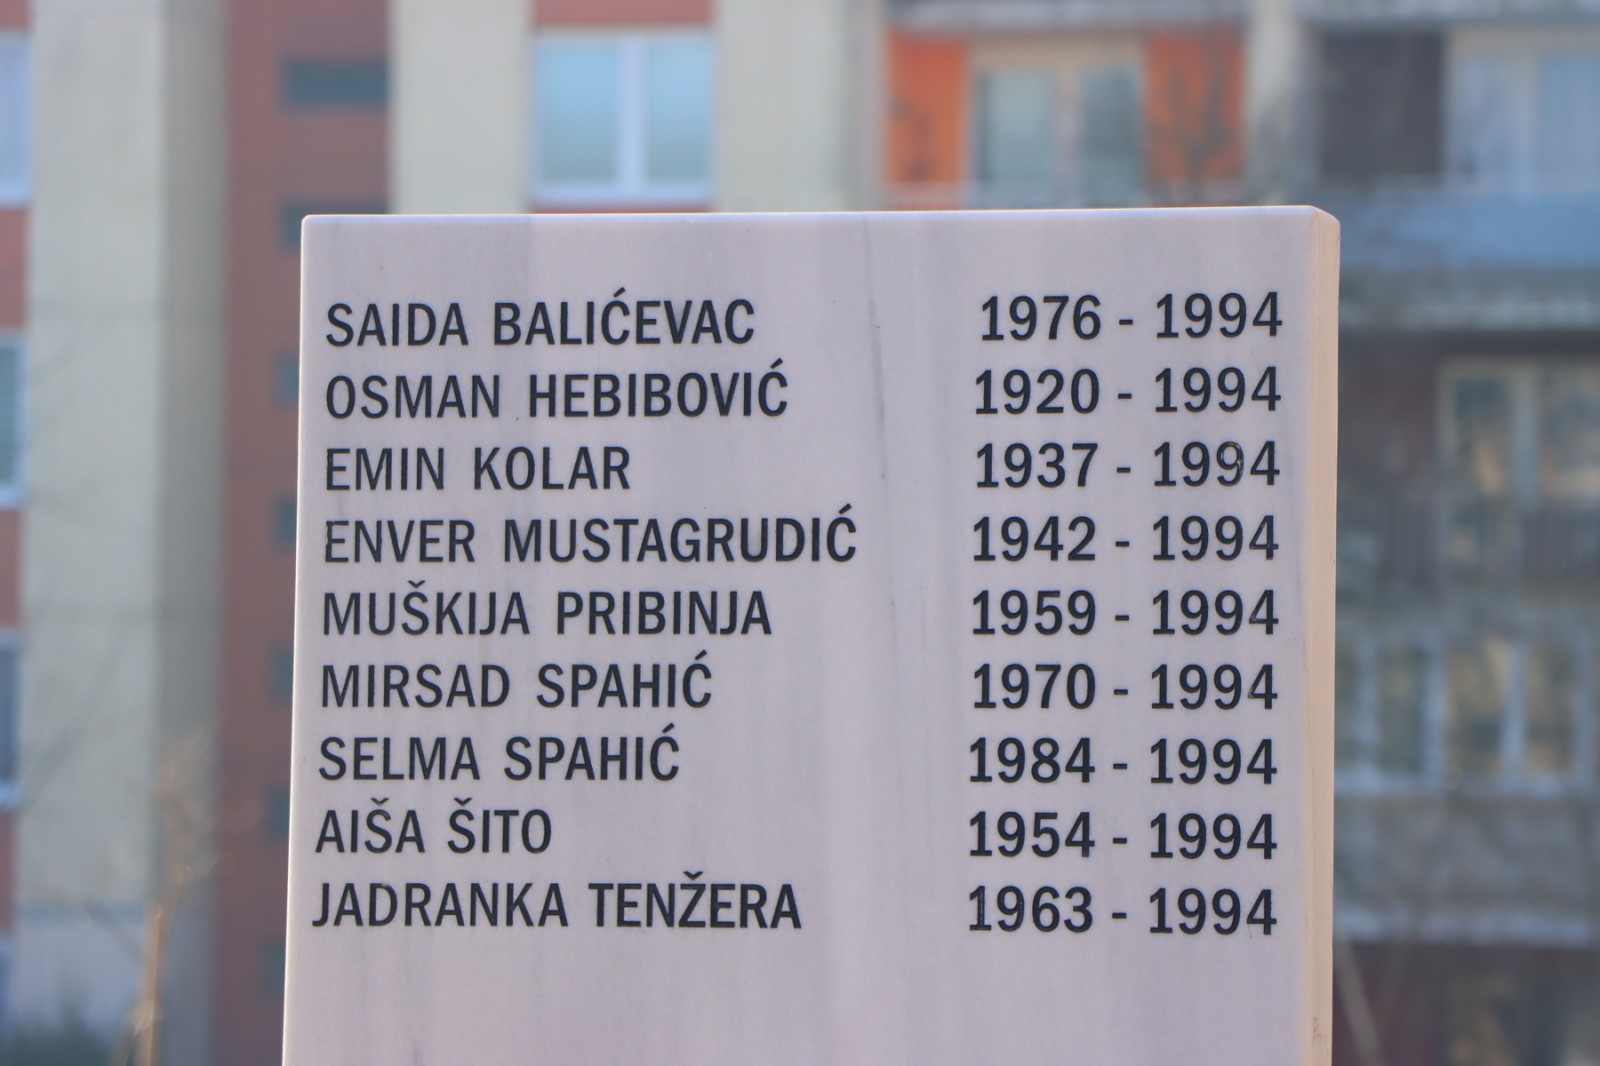 SAIDA BALIĆEVAC 1976 - 1994
OSMAN HEBIBOVIĆ 1920 - 1994
EMIN KOLAR 1937 - 1994
ENVER MUSTAGRUDIĆ 1942 - 1994
MUŠKIJA PRIBINJA 1959 - 1994
MIRSAD SPAHIĆ 1970 - 1994
SELMA SPAHIĆ 1984 - 1994
AIŠA ŠITO 1954 - 1994
JADRANKA TENŽERA 1963 - 1994